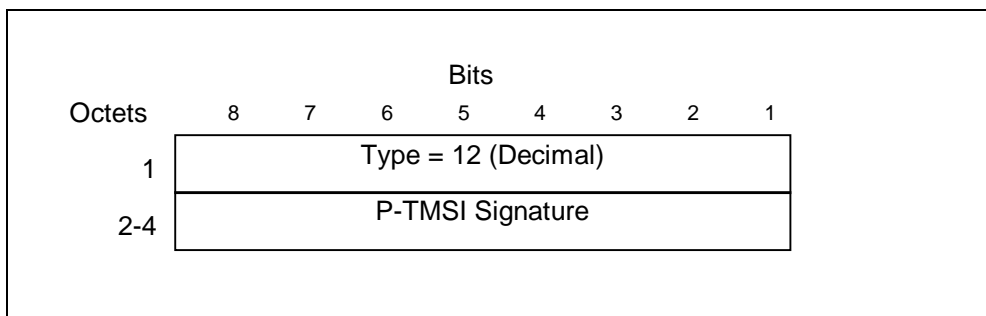 Bits
Octets 8 7 6 5 4 3 2 1
1 Type = 12 (Decimal)
2-4 P-TMSI Signature